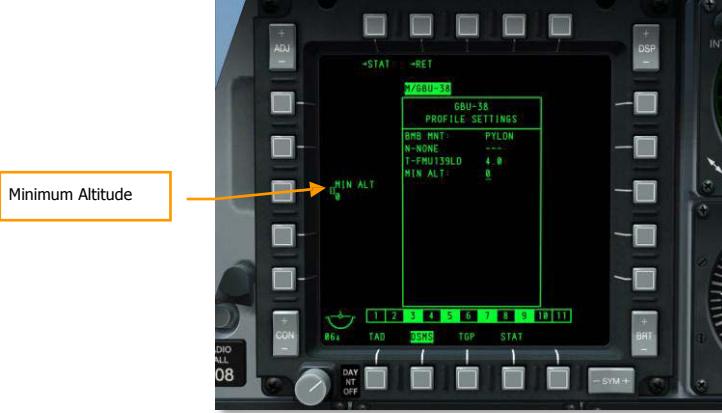 Minimum Altitude
+
ADJ
-
+
DSP
-
+STAT +RET
M/GBU-38
GBU-38
PROFILE SETTINGS
BMB MNT: PYLON
N-NONE ---
T-FMU139LD 4.0
MIN ALT: 0
MIN ALT
0
1 2 3 4 5 6 7 8 9 10 11
TAD DSMS TGP STAT
+
CON
-
+
BRT
-
DAY
NT
OFF
- SYM +
08